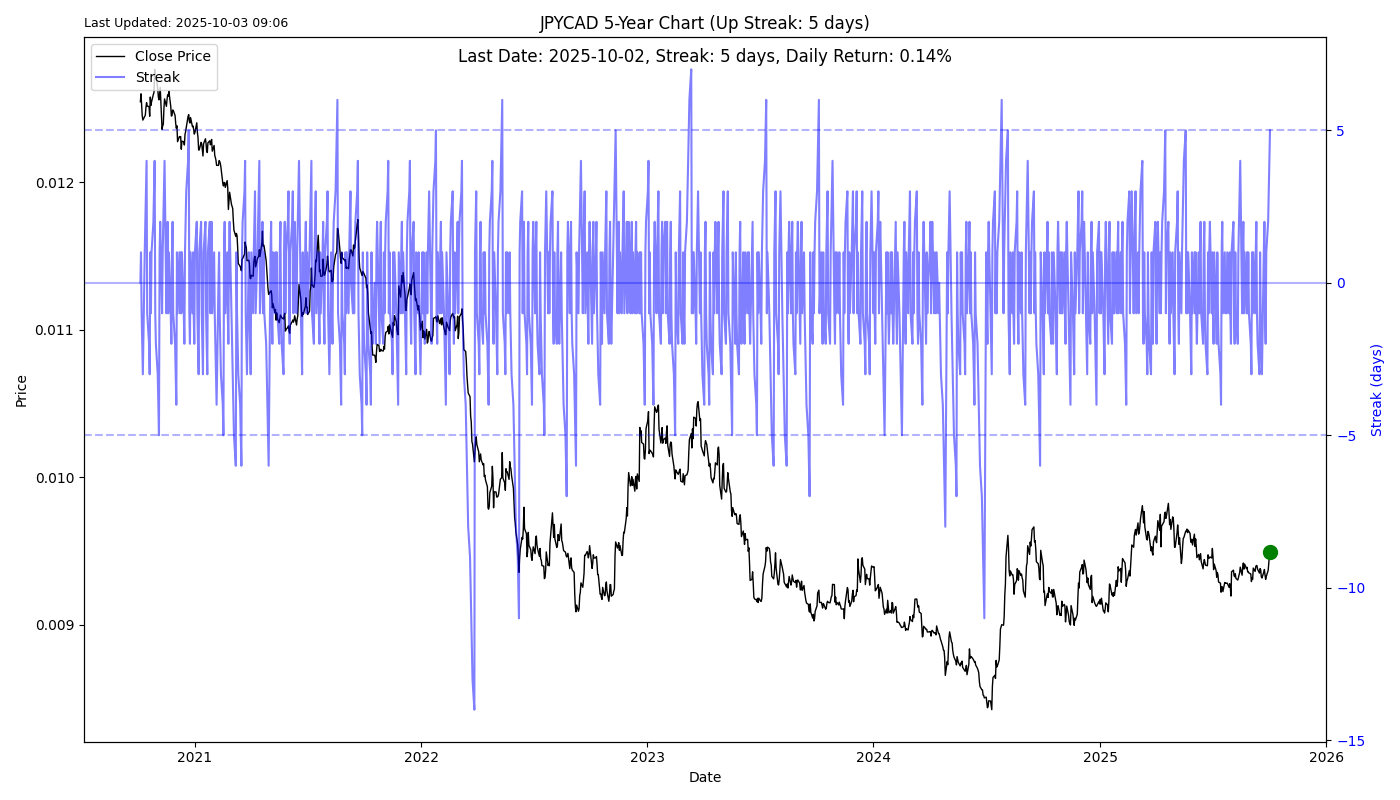 Last Updated: 2025-10-03 09:06
JPYCAD 5-Year Chart (Up Streak: 5 days)
Last Date: 2025-10-02, Streak: 5 days, Daily Return: 0.14%
Close Price
Streak
Price
0.012
0.011
0.010
0.009
5
0
−5
−10
−15
Streak (days)
2021
2022
2023
2024
2025
2026
Date